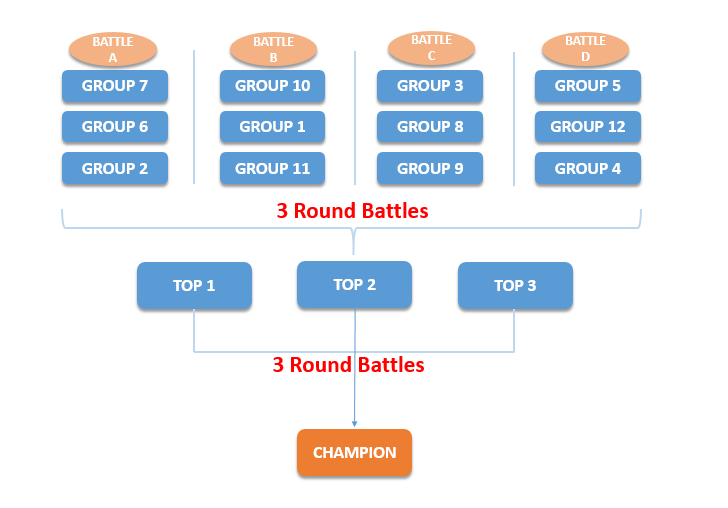 BATTLE
A
BATTLE
B
BATTLE
C
BATTLE
D
GROUP 7
GROUP 10
GROUP 3
GROUP 5
GROUP 6
GROUP 1
GROUP 8
GROUP 12
GROUP 2
GROUP 11
GROUP 9
GROUP 4
3 Round Battles
TOP 1
TOP 2
TOP 3
3 Round Battles
CHAMPION